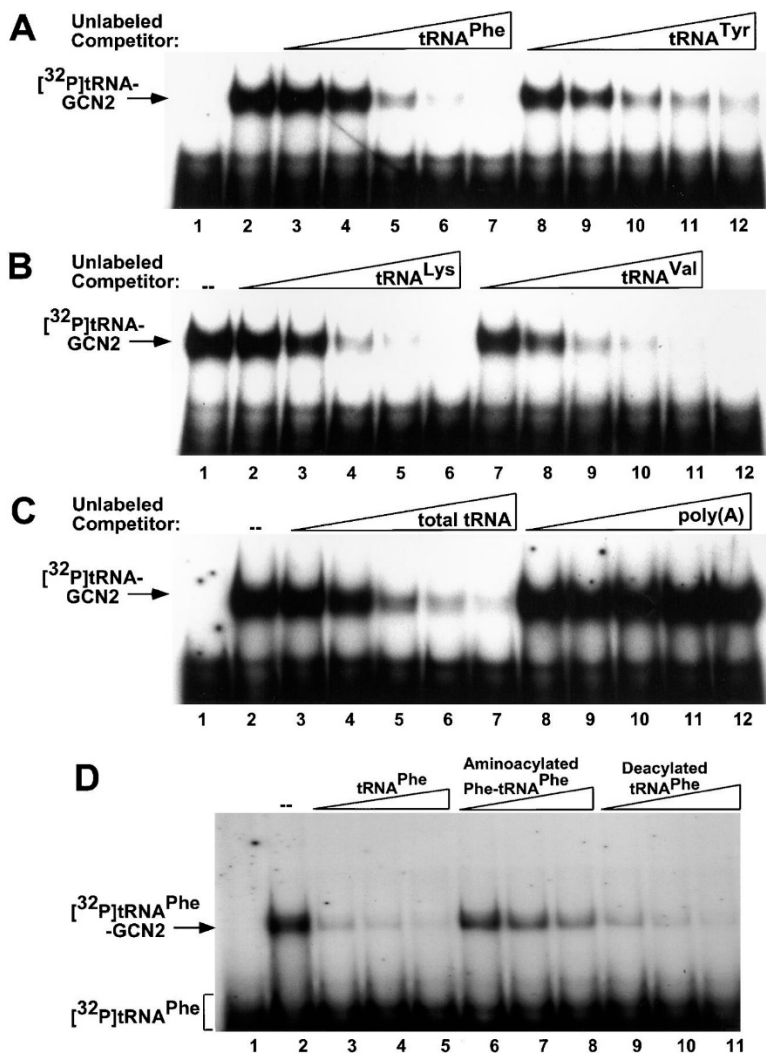 A
Unlabeled
Competitor:
tRNAPhe
tRNATyr
[32P]tRNA-
GCN2
1 2 3 4 5 6 7 8 9 10 11 12
B
Unlabeled
Competitor:
--
tRNALys
tRNAVal
[32P]tRNA-
GCN2
1 2 3 4 5 6 7 8 9 10 11 12
C
Unlabeled
Competitor:
--
total tRNA
poly(A)
[32P]tRNA-
GCN2
1 2 3 4 5 6 7 8 9 10 11 12
D
--
tRNAPhe
Aminoacylated
Phe-tRNAPhe
Deacylated
tRNAPhe
[32P]tRNAPhe
-GCN2
[32P]tRNAPhe
1 2 3 4 5 6 7 8 9 10 11